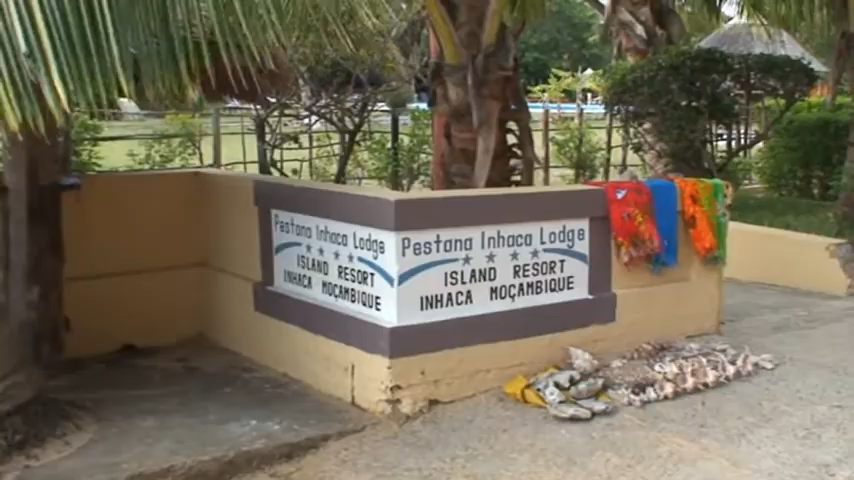 Pestana Inhaca Lodge
ISLAND RESORT
INHACA MOÇAMBIQUE
Pestana Inhaca Lodge
ISLAND RESORT
INHACA MOÇAMBIQUE